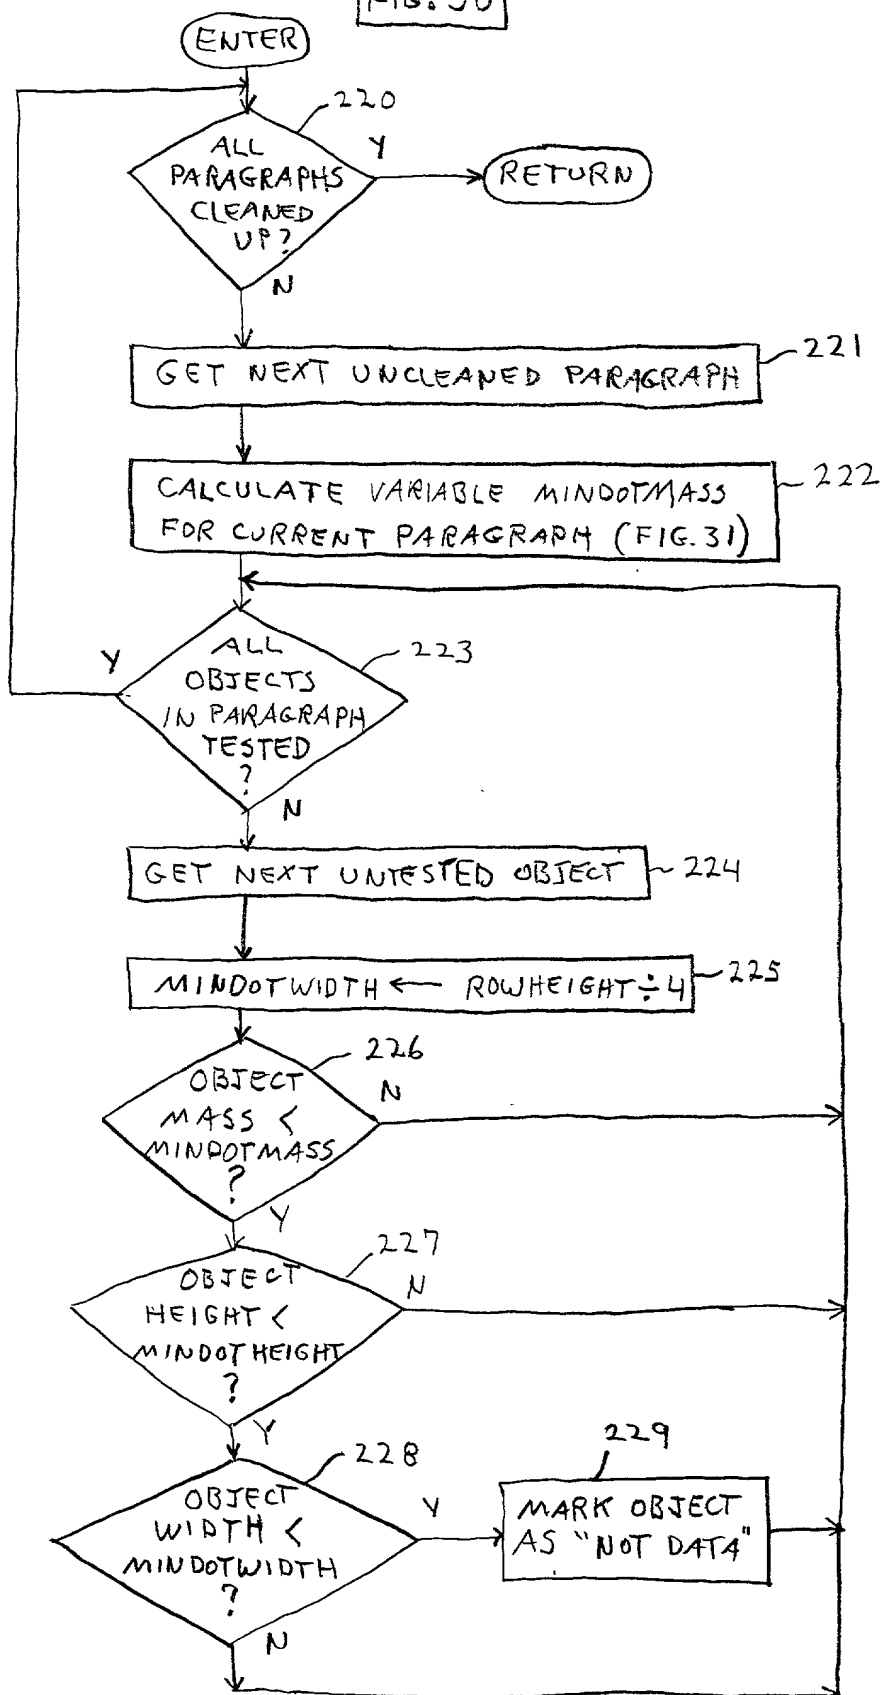 FIG. 30
ENTER
220
ALL
PARAGRAPHS
CLEANED
UP?
Y
RETURN
N
GET NEXT UNCLEANED PARAGRAPH
221
CALCULATE VARIABLE MINDOTMASS
FOR CURRENT PARAGRAPH (FIG. 31)
222
Y
ALL
OBJECTS
IN PARAGRAPH
TESTED
?
223
N
GET NEXT UNTESTED OBJECT
224
MINDOTWIDTH ← ROWHEIGHT ÷ 4
225
226
OBJECT
MASS <
MINDOTMASS
?
N
Y
227
OBJECT
HEIGHT <
MINDOTHEIGHT
?
N
Y
228
OBJECT
WIDTH <
MINDOTWIDTH
?
Y
229
MARK OBJECT
AS "NOT DATA"
N